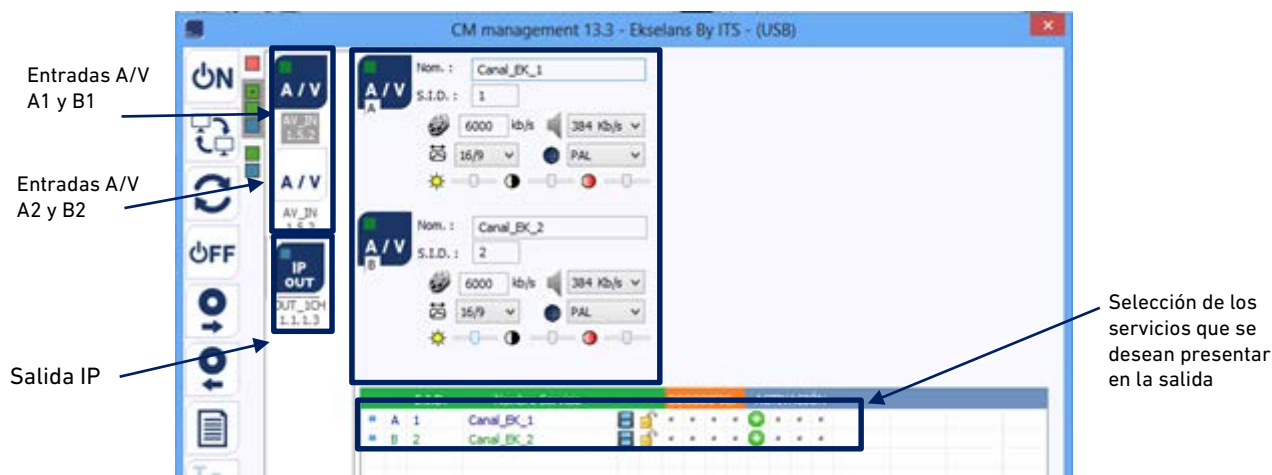 CM management 13.3 - Ekselans By ITS - (USB)
Entradas A/V
A1 y B1
Entradas A/V
A2 y B2
Salida IP
ON
OFF
A / V
AV_IN
1.5.2
A / V
AV_IN
1.5.2
IP
OUT
OUT_1CH
1.1.1.3
A / V
A
Nom. : Canal_EK_1
S.I.D. : 1
6000 kb/s 384 Kb/s
16/9 PAL
A / V
B
Nom. : Canal_EK_2
S.I.D. : 2
6000 kb/s 384 Kb/s
16/9 PAL
Selección de los
servicios que se
desean presentar
en la salida
S.I.D.
A 1 Canal_EK_1
B 2 Canal_EK_2